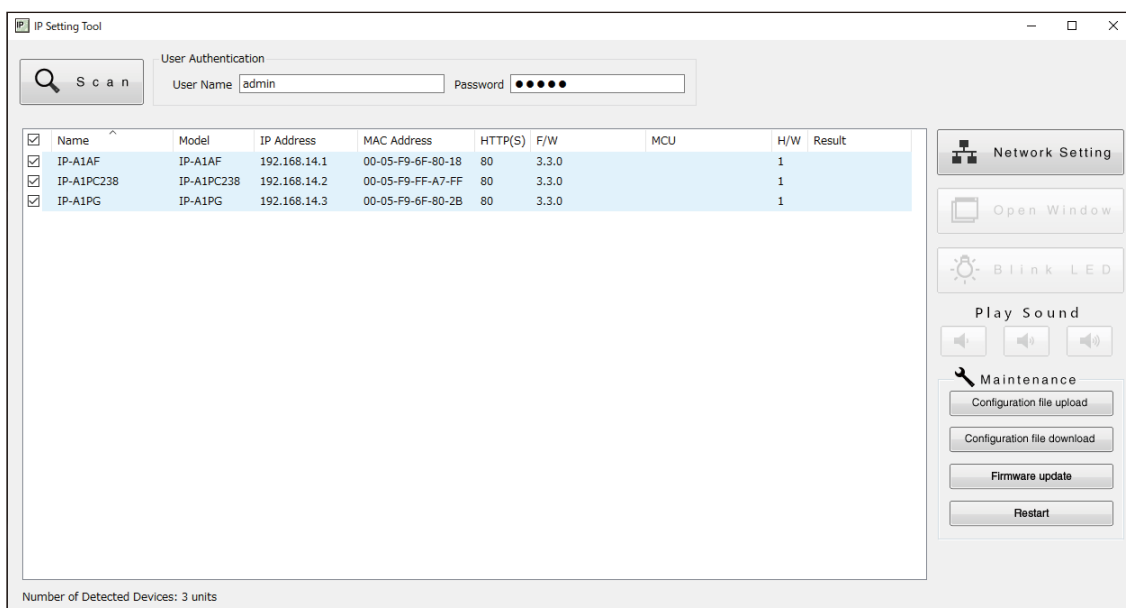 IP IP Setting Tool
User Authentication
Scan
User Name admin Password ●●●●●
Name Model IP Address MAC Address HTTP(S) F/W MCU H/W Result
IP-A1AF IP-A1AF 192.168.14.1 00-05-F9-6F-80-18 80 3.3.0 1
IP-A1PC238 IP-A1PC238 192.168.14.2 00-05-F9-FF-A7-FF 80 3.3.0 1
IP-A1PG IP-A1PG 192.168.14.3 00-05-F9-6F-80-2B 80 3.3.0 1
Network Setting
Open Window
Blink LED
Play Sound
Maintenance
Configuration file upload
Configuration file download
Firmware update
Restart
Number of Detected Devices: 3 units